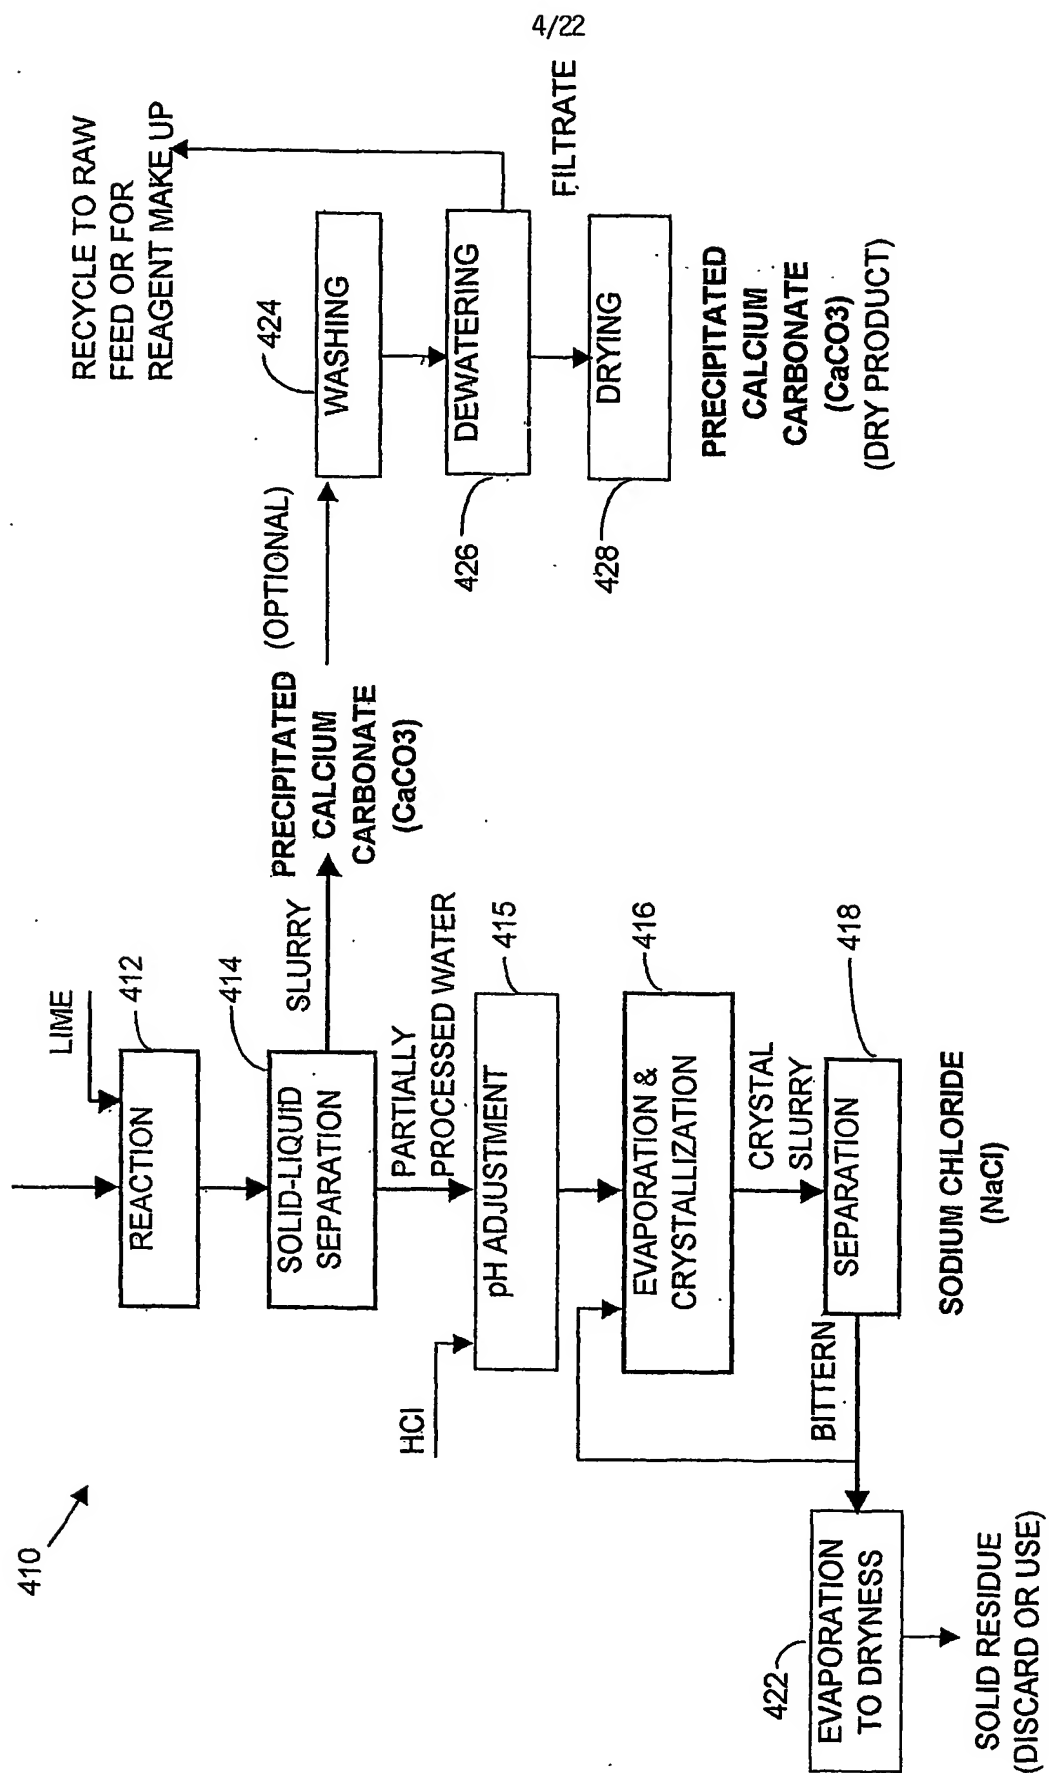 4/22
410
LIME
412
REACTION
414
SOLID-LIQUID
SEPARATION
SLURRY
PRECIPITATED
CALCIUM
CARBONATE
(CaCO3)
(OPTIONAL)
424
WASHING
RECYCLE TO RAW
FEED OR FOR
REAGENT MAKE UP
426
DEWATERING
FILTRATE
428
DRYING
PRECIPITATED
CALCIUM
CARBONATE
(CaCO3)
(DRY PRODUCT)
PARTIALLY
PROCESSED WATER
HCl
415
pH ADJUSTMENT
416
EVAPORATION &
CRYSTALLIZATION
CRYSTAL
SLURRY
418
SEPARATION
BITTERN
SODIUM CHLORIDE
(NaCl)
422
EVAPORATION
TO DRYNESS
SOLID RESIDUE
(DISCARD OR USE)